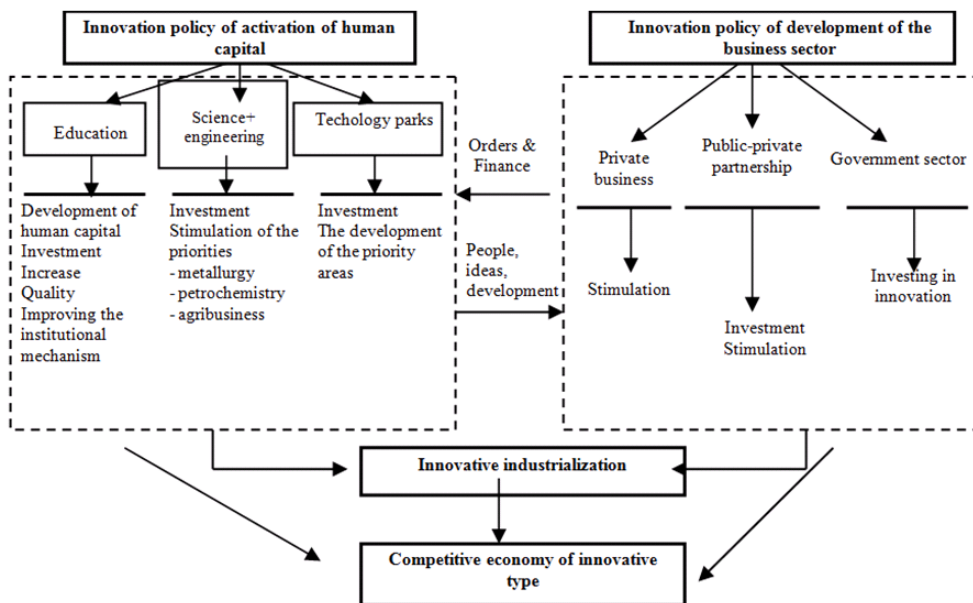 Innovation policy of activation of human
capital
Innovation policy of development of the
business sector
Education
Science+
engineering
Techology parks
Development of
human capital
Investment
Increase
Quality
Improving the
institutional
mechanism
Investment
Stimulation of the
priorities
- metallurgy
- petrochemistry
- agribusiness
Investment
The development
of the priority
areas
Orders &
Finance
People,
ideas,
development
Private
business
Public-private
partnership
Government sector
Stimulation
Investment
Stimulation
Investing in
innovation
Innovative industrialization
Competitive economy of innovative
type